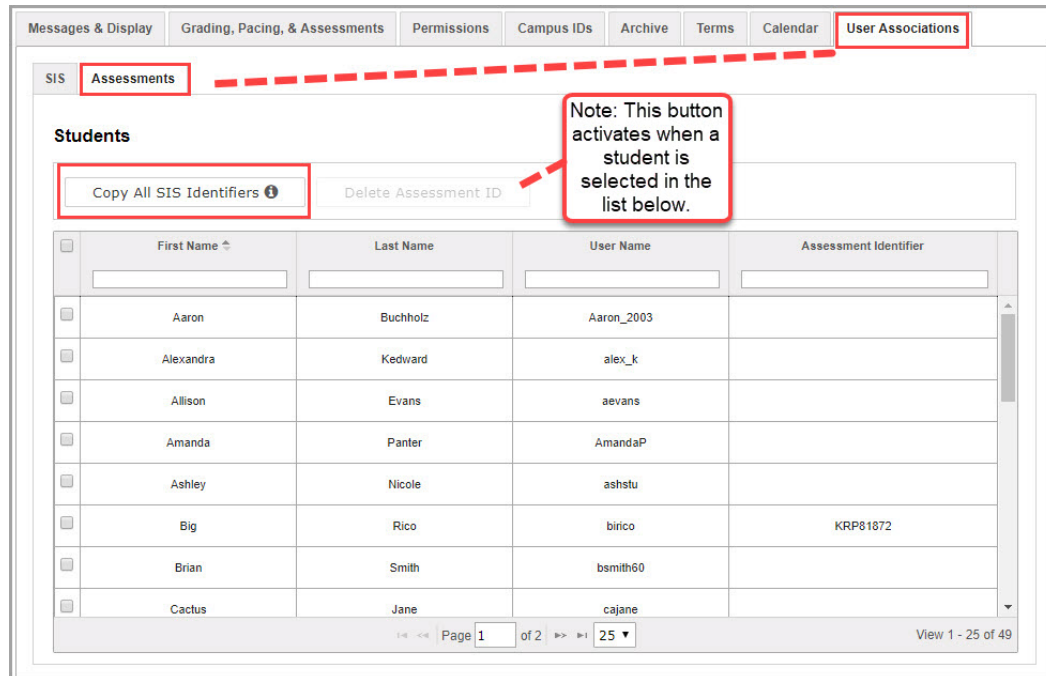 Messages & Display Grading, Pacing, & Assessments Permissions Campus IDs Archive Terms Calendar User Associations
SIS Assessments
Students
Note: This button
activates when a
student is
selected in the
list below.
Copy All SIS Identifiers Delete Assessment ID
First Name Last Name User Name Assessment Identifier
Aaron Buchholz Aaron_2003
Alexandra Kedward alex_k
Allison Evans aevans
Amanda Panter AmandaP
Ashley Nicole ashstu
Big Rico birico KRP81872
Brian Smith bsmith60
Cactus Jane cajane
Page 1 of 2 25 View 1 - 25 of 49